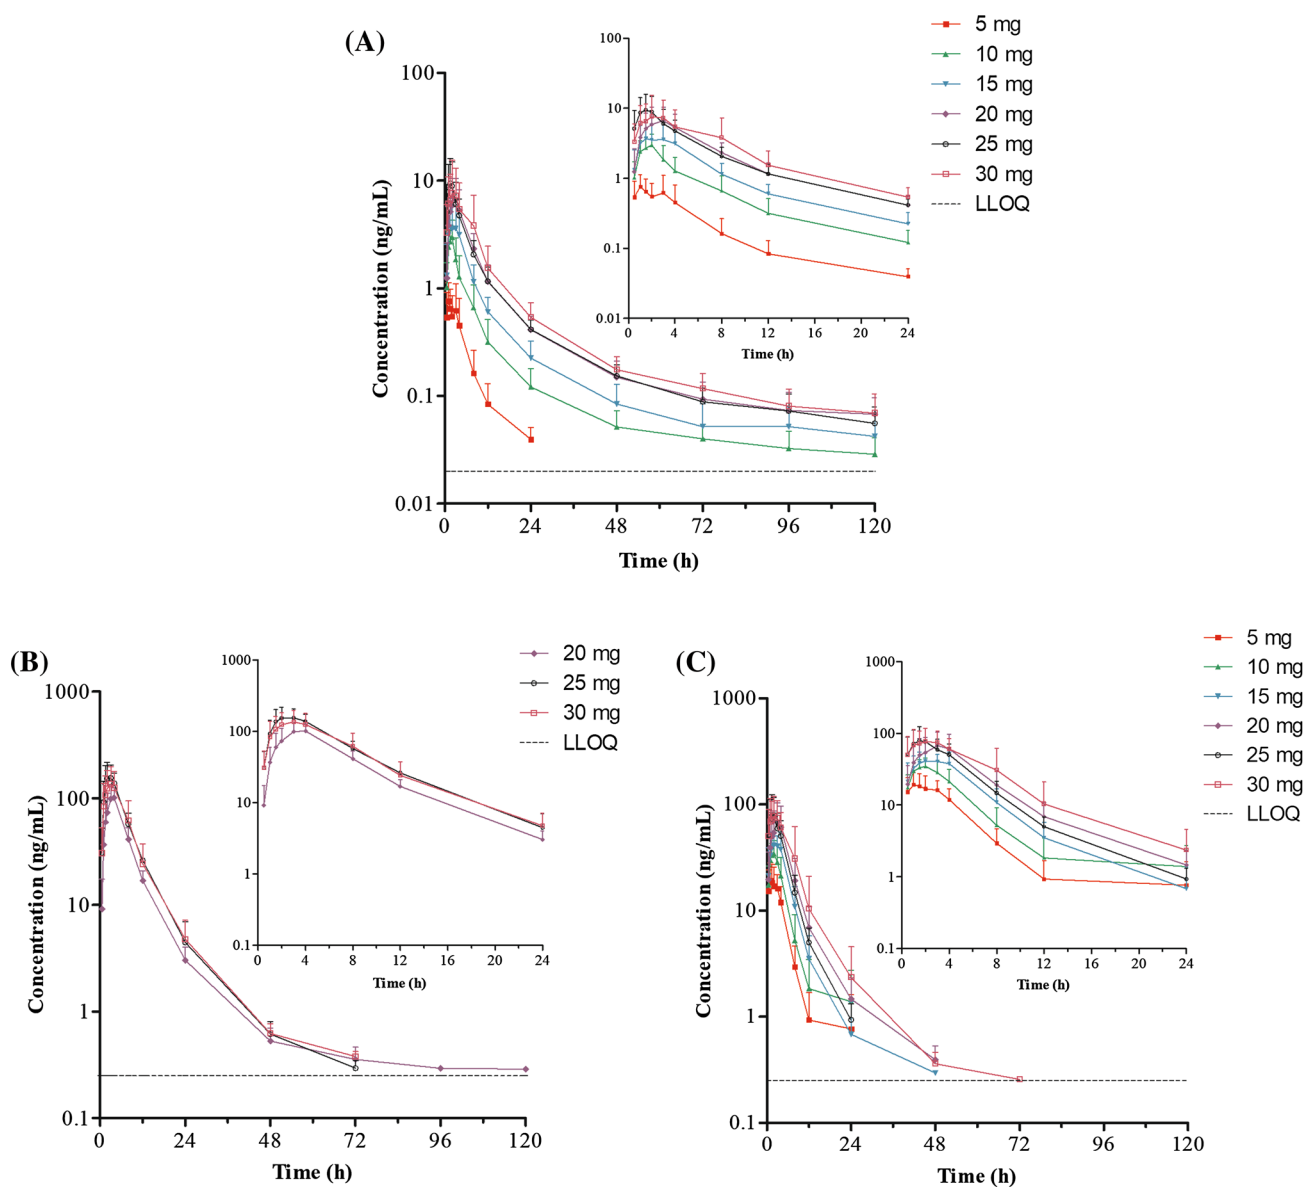 (A)
5 mg
10 mg
15 mg
20 mg
25 mg
30 mg
LLOQ
Concentration (ng/mL)
100
10
1
0.1
0.01
0 24 48 72 96 120
Time (h)
100
10
1
0.1
0.01
0 4 8 12 16 20 24
Time (h)
(B)
20 mg
25 mg
30 mg
LLOQ
Concentration (ng/mL)
1000
100
10
1
0.1
0 24 48 72 96 120
Time (h)
1000
100
10
1
0.1
0 4 8 12 16 20 24
Time (h)
(C)
5 mg
10 mg
15 mg
20 mg
25 mg
30 mg
LLOQ
Concentration (ng/mL)
1000
100
10
1
0.1
0 24 48 72 96 120
Time (h)
1000
100
10
1
0.1
0 4 8 12 16 20 24
Time (h)